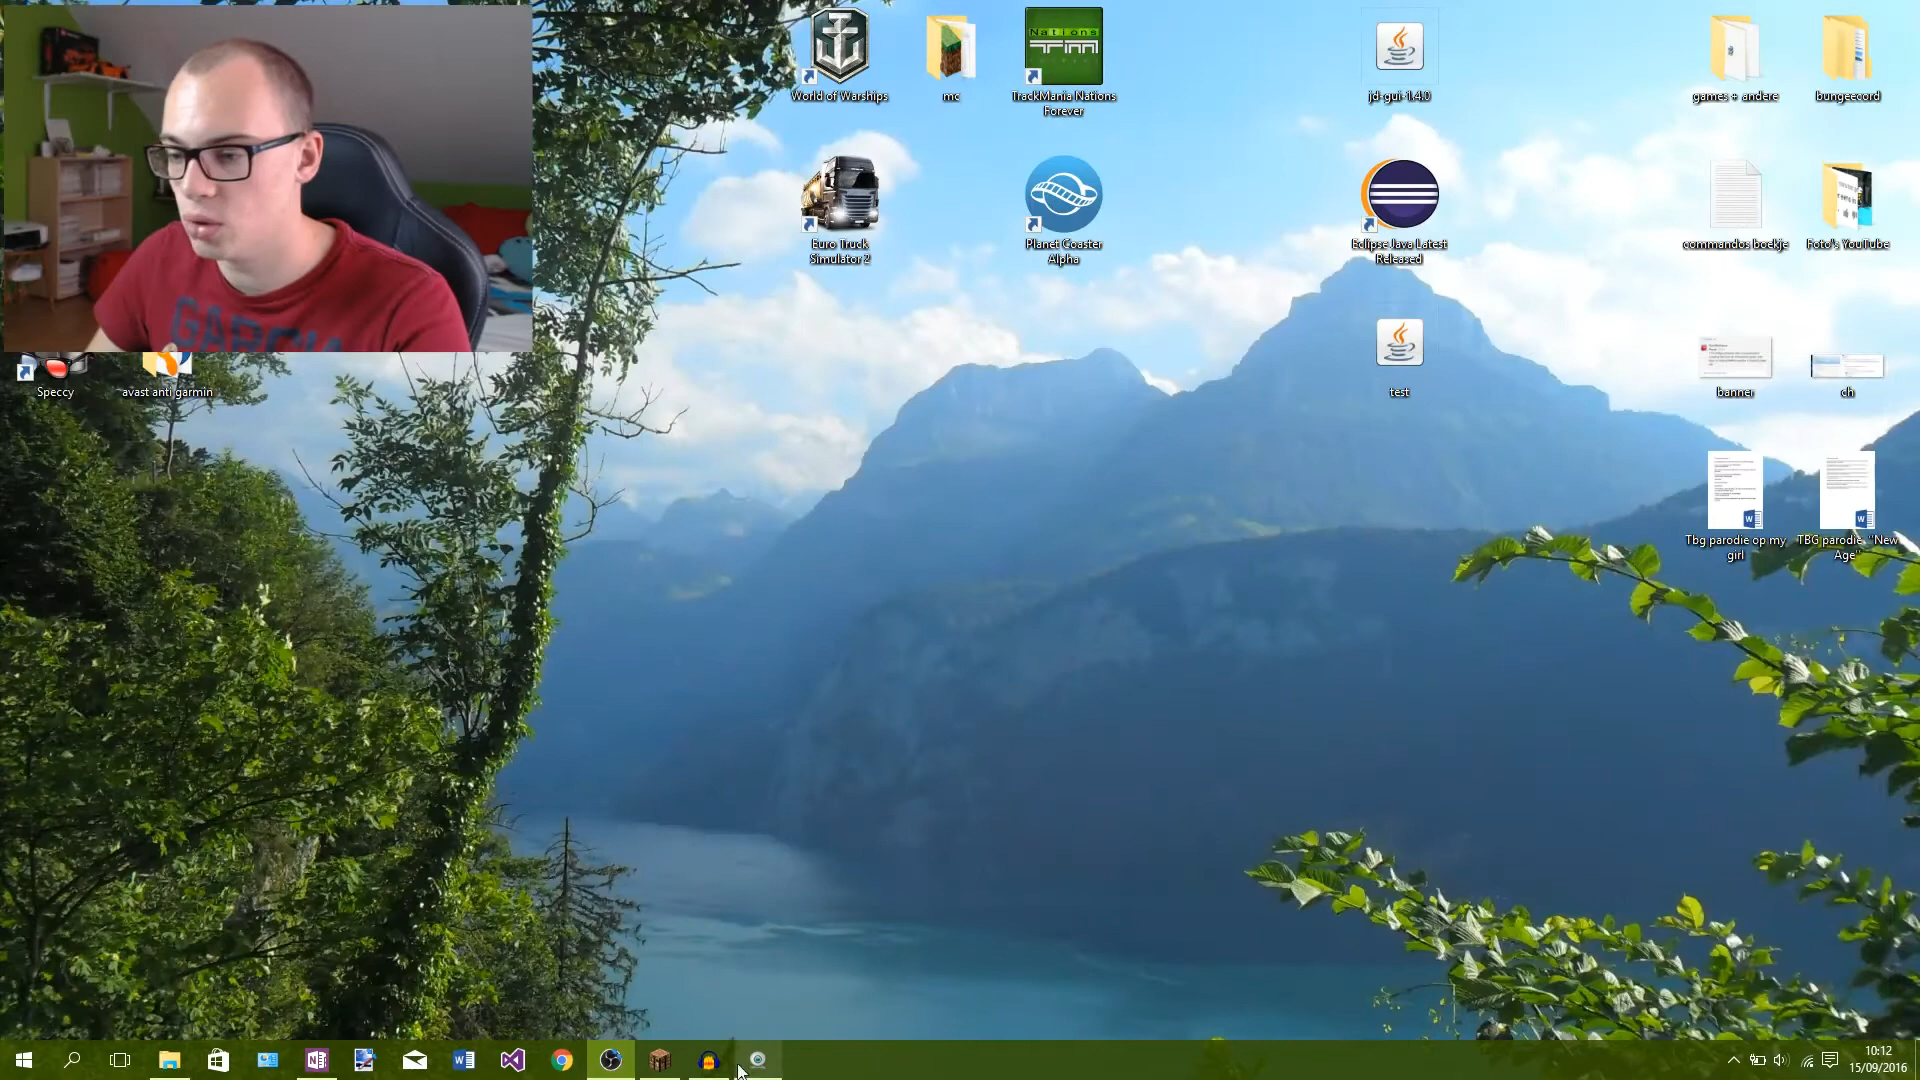 Nations
World of Warships
mc
TrackMania Nations
Forever
jd-gui-1.4.0
games + andere
bungeecord
Euro Truck
Simulator 2
Planet Coaster
Alpha
Eclipse Java Latest
Released
commandos boekje
Foto's YouTube
Speccy
avast anti garmin
test
banner
ch
Tbg parodie op my
girl
TBG parodie "New
Age"
10:12
15/09/2016